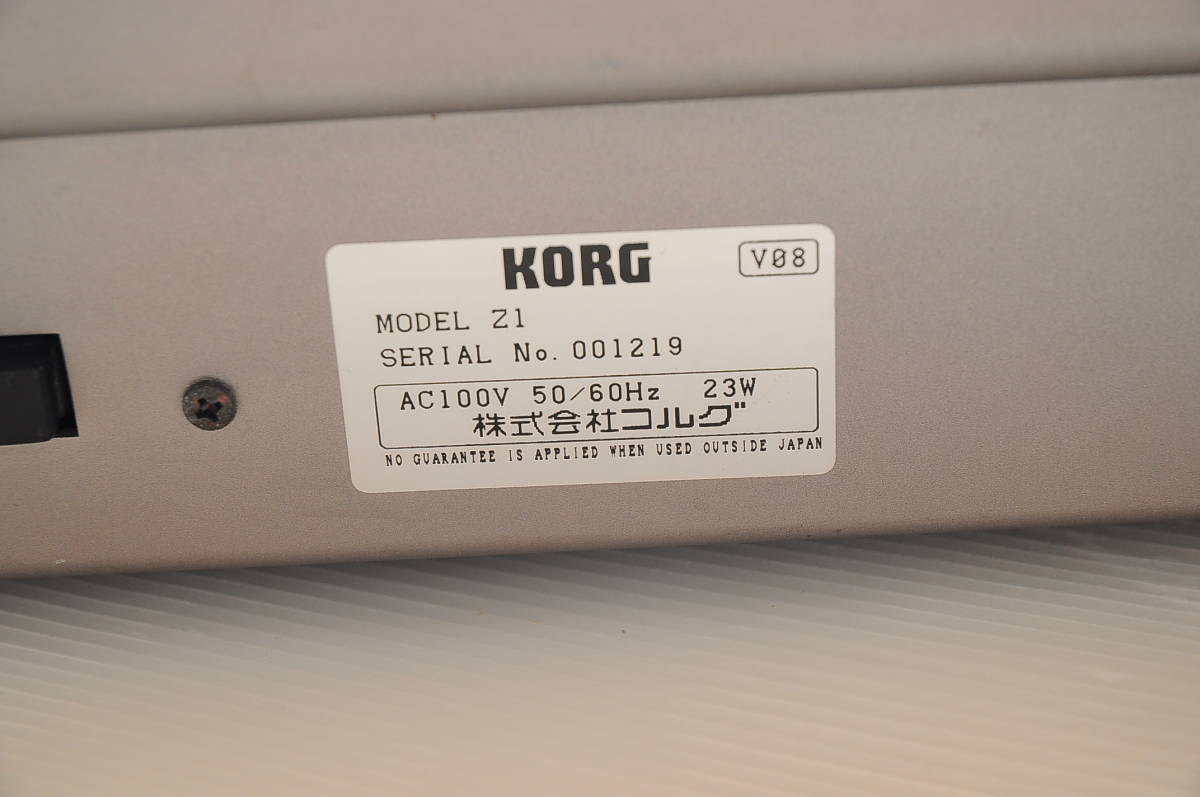 KORG V08
MODEL Z1
SERIAL No. 001219
AC100V 50/60Hz 23W
株式会社コルグ
NO GUARANTEE IS APPLIED WHEN USED OUTSIDE JAPAN